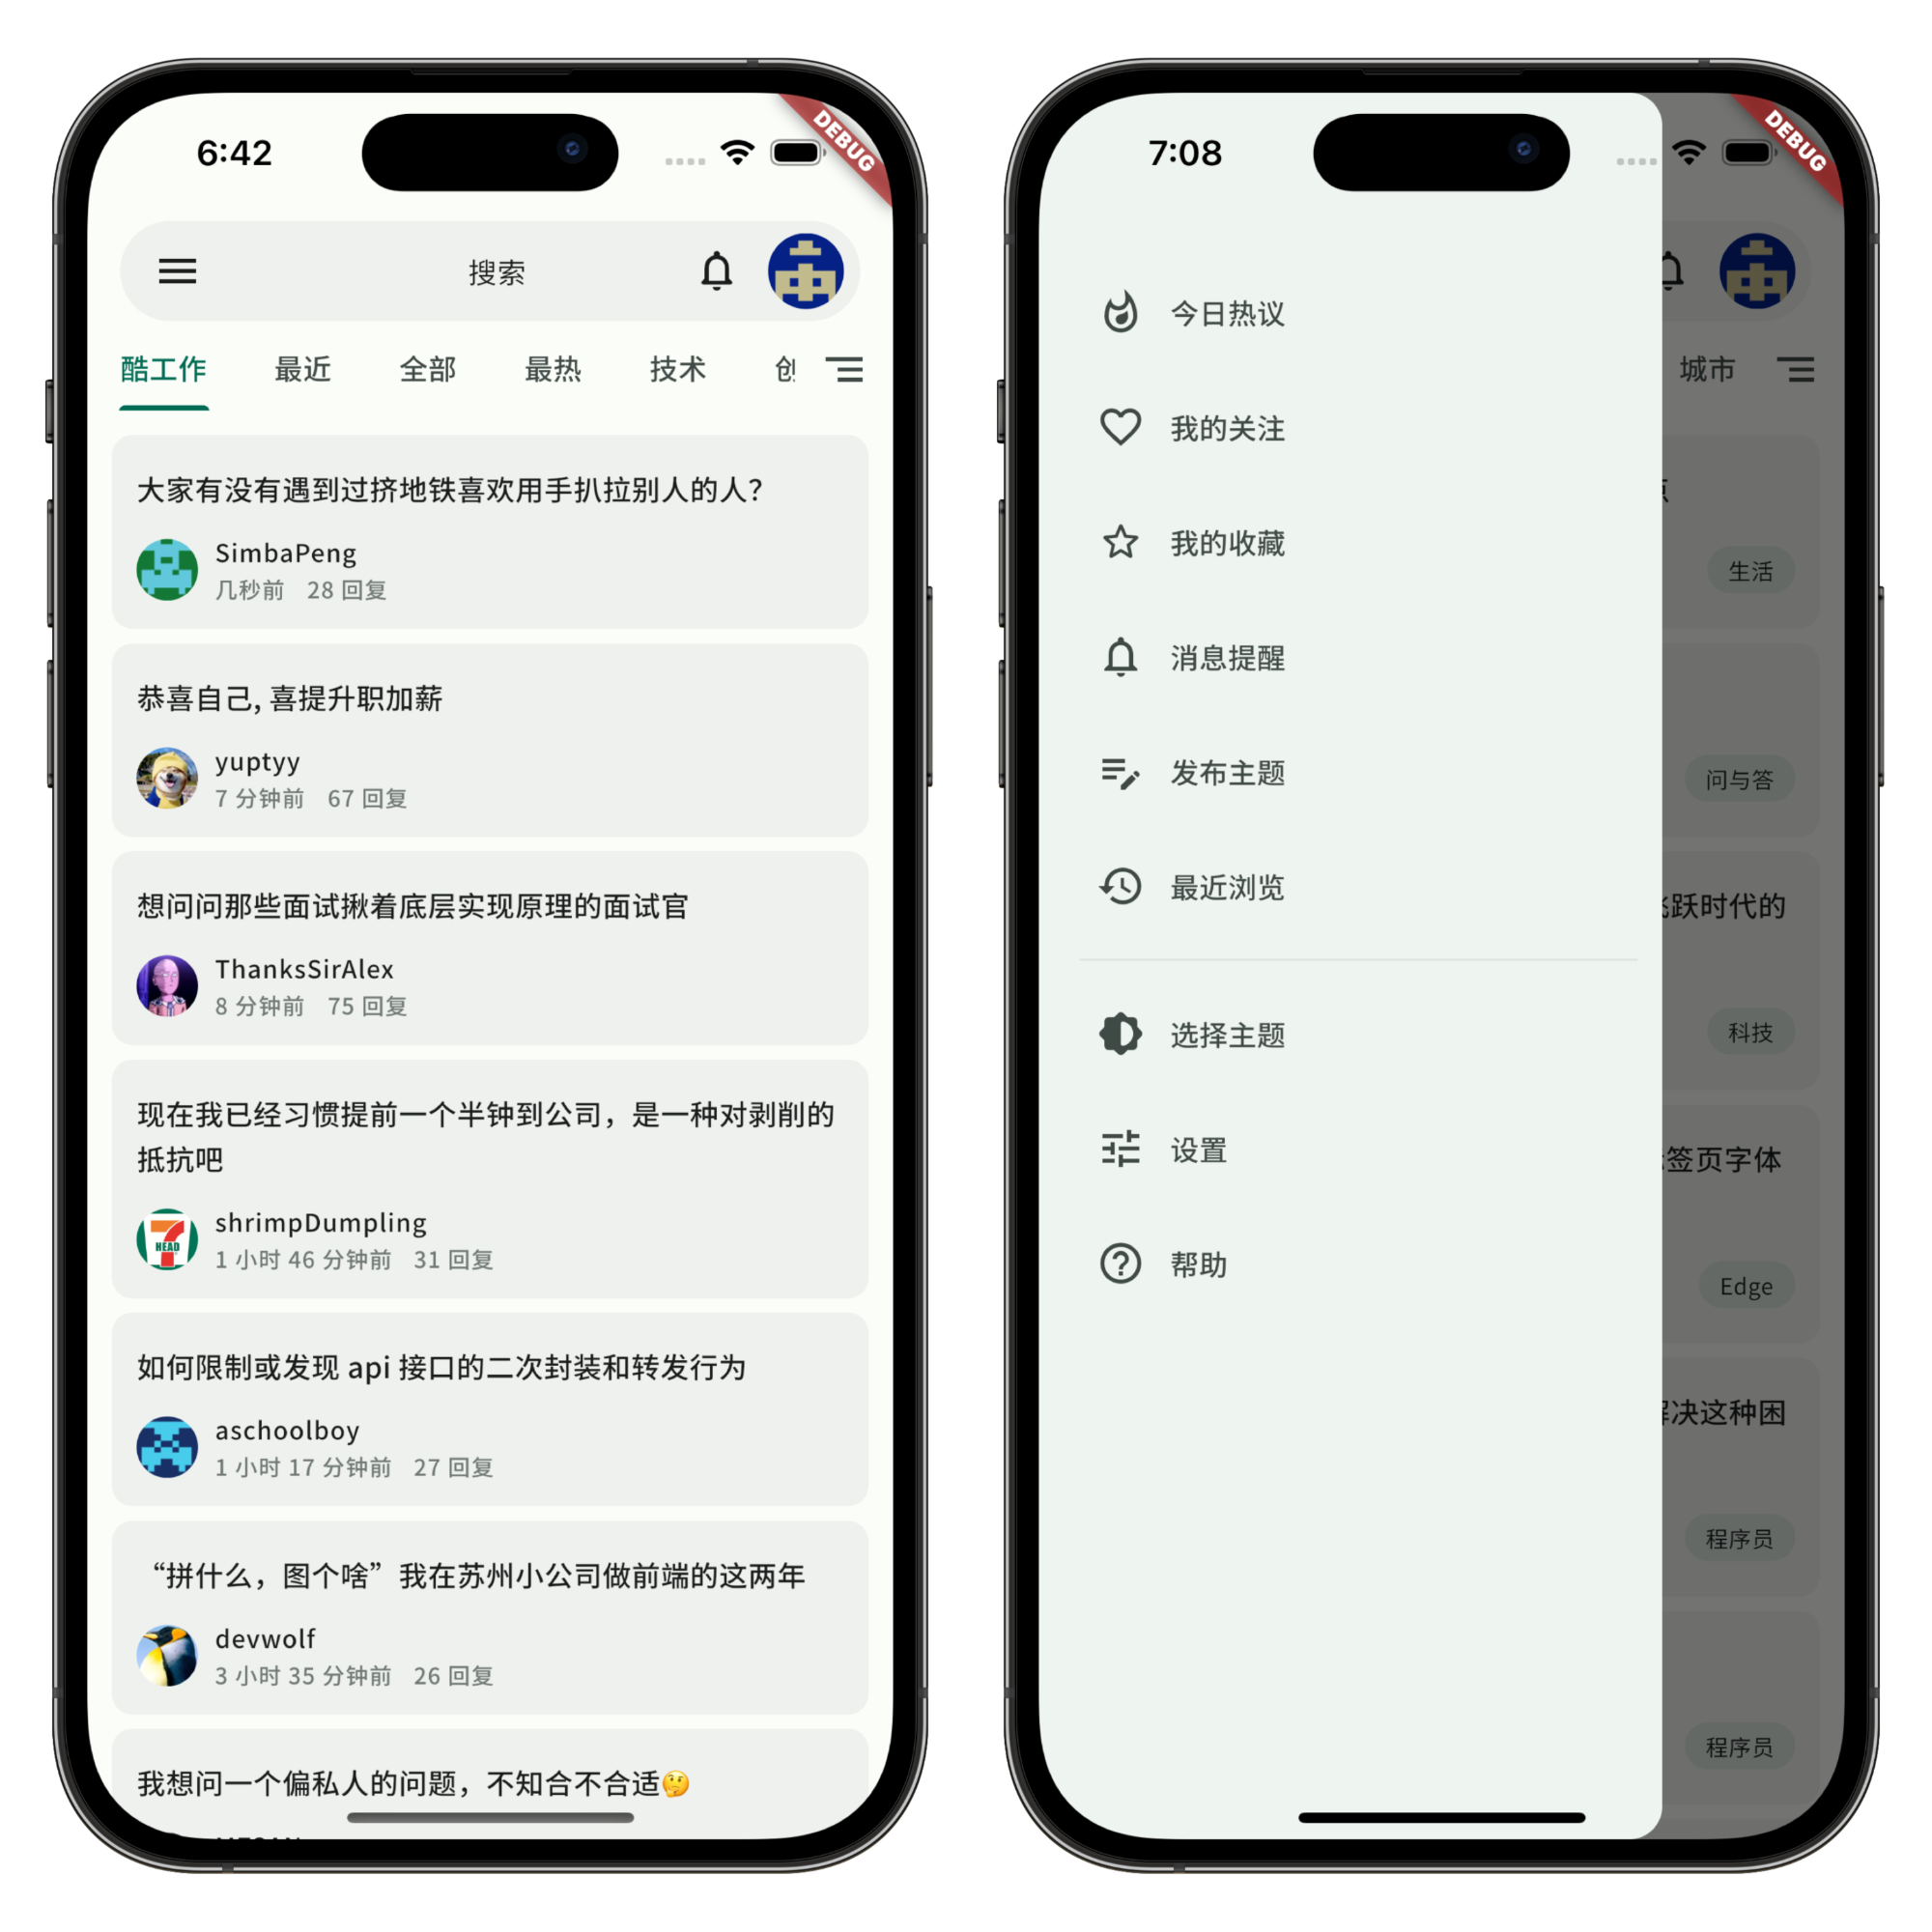 6:42
DEBUG
搜索
酷工作 最近 全部 最热 技术
大家有没有遇到过挤地铁喜欢用手扒拉别人的人？
SimbaPeng
几秒前 28 回复
恭喜自己, 喜提升职加薪
yuptyy
7 分钟前 67 回复
想问问那些面试揪着底层实现原理的面试官
ThanksSirAlex
8 分钟前 75 回复
现在我已经习惯提前一个半钟到公司，是一种对剥削的
抵抗吧
HEAD
shrimpDumpling
1 小时 46 分钟前 31 回复
如何限制或发现 api 接口的二次封装和转发行为
aschoolboy
1 小时 17 分钟前 27 回复
“拼什么，图个啥”我在苏州小公司做前端的这两年
devwolf
3 小时 35 分钟前 26 回复
我想问一个偏私人的问题，不知合不合适🤔
7:08
DEBUG
今日热议
我的关注
我的收藏
消息提醒
发布主题
最近浏览
选择主题
设置
帮助
城市
生活
问与答
跃时代的
科技
签页字体
Edge
决这种困
程序员
程序员